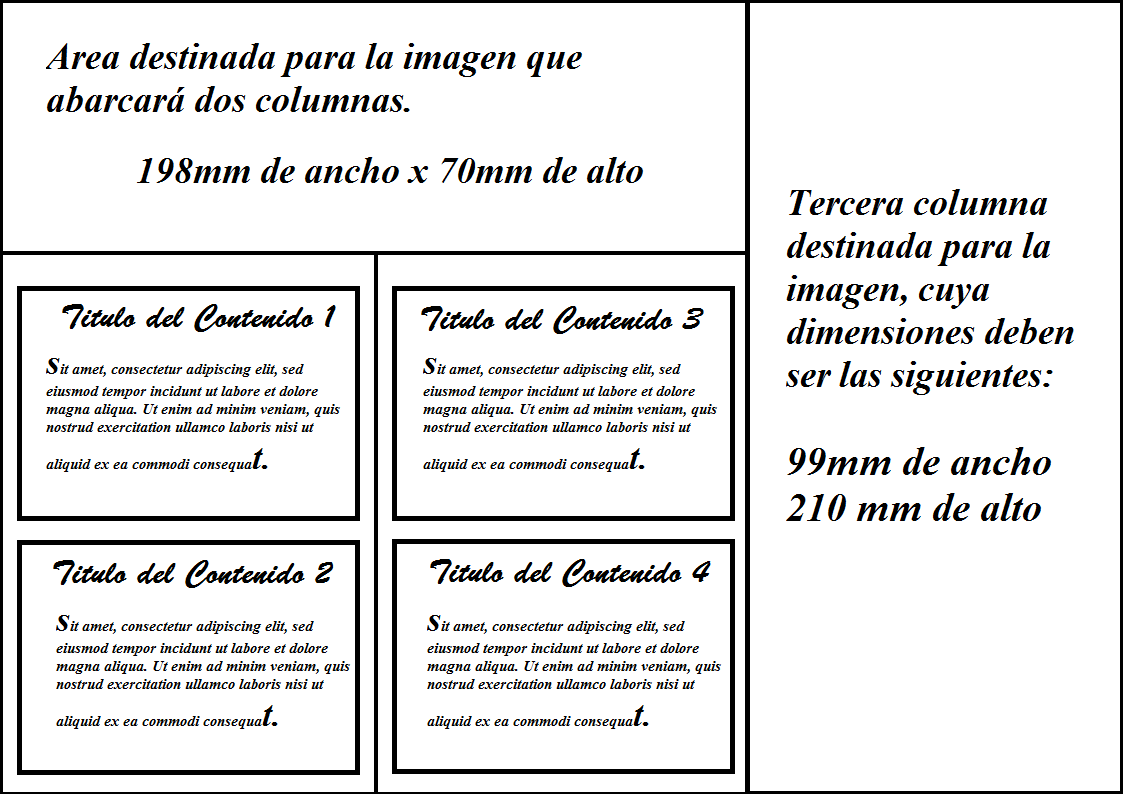 Area destinada para la imagen que
abarcará dos columnas.
198mm de ancho x 70mm de alto
Titulo del Contenido 1
Sit amet, consectetur adipiscing elit, sed
eiusmod tempor incidunt ut labore et dolore
magna aliqua. Ut enim ad minim veniam, quis
nostrud exercitation ullamco laboris nisi ut
aliquid ex ea commodi consequat.
Titulo del Contenido 2
Sit amet, consectetur adipiscing elit, sed
eiusmod tempor incidunt ut labore et dolore
magna aliqua. Ut enim ad minim veniam, quis
nostrud exercitation ullamco laboris nisi ut
aliquid ex ea commodi consequat.
Titulo del Contenido 3
Sit amet, consectetur adipiscing elit, sed
eiusmod tempor incidunt ut labore et dolore
magna aliqua. Ut enim ad minim veniam, quis
nostrud exercitation ullamco laboris nisi ut
aliquid ex ea commodi consequat.
Titulo del Contenido 4
Sit amet, consectetur adipiscing elit, sed
eiusmod tempor incidunt ut labore et dolore
magna aliqua. Ut enim ad minim veniam, quis
nostrud exercitation ullamco laboris nisi ut
aliquid ex ea commodi consequat.
Tercera columna
destinada para la
imagen, cuya
dimensiones deben
ser las siguientes:
99mm de ancho
210 mm de alto